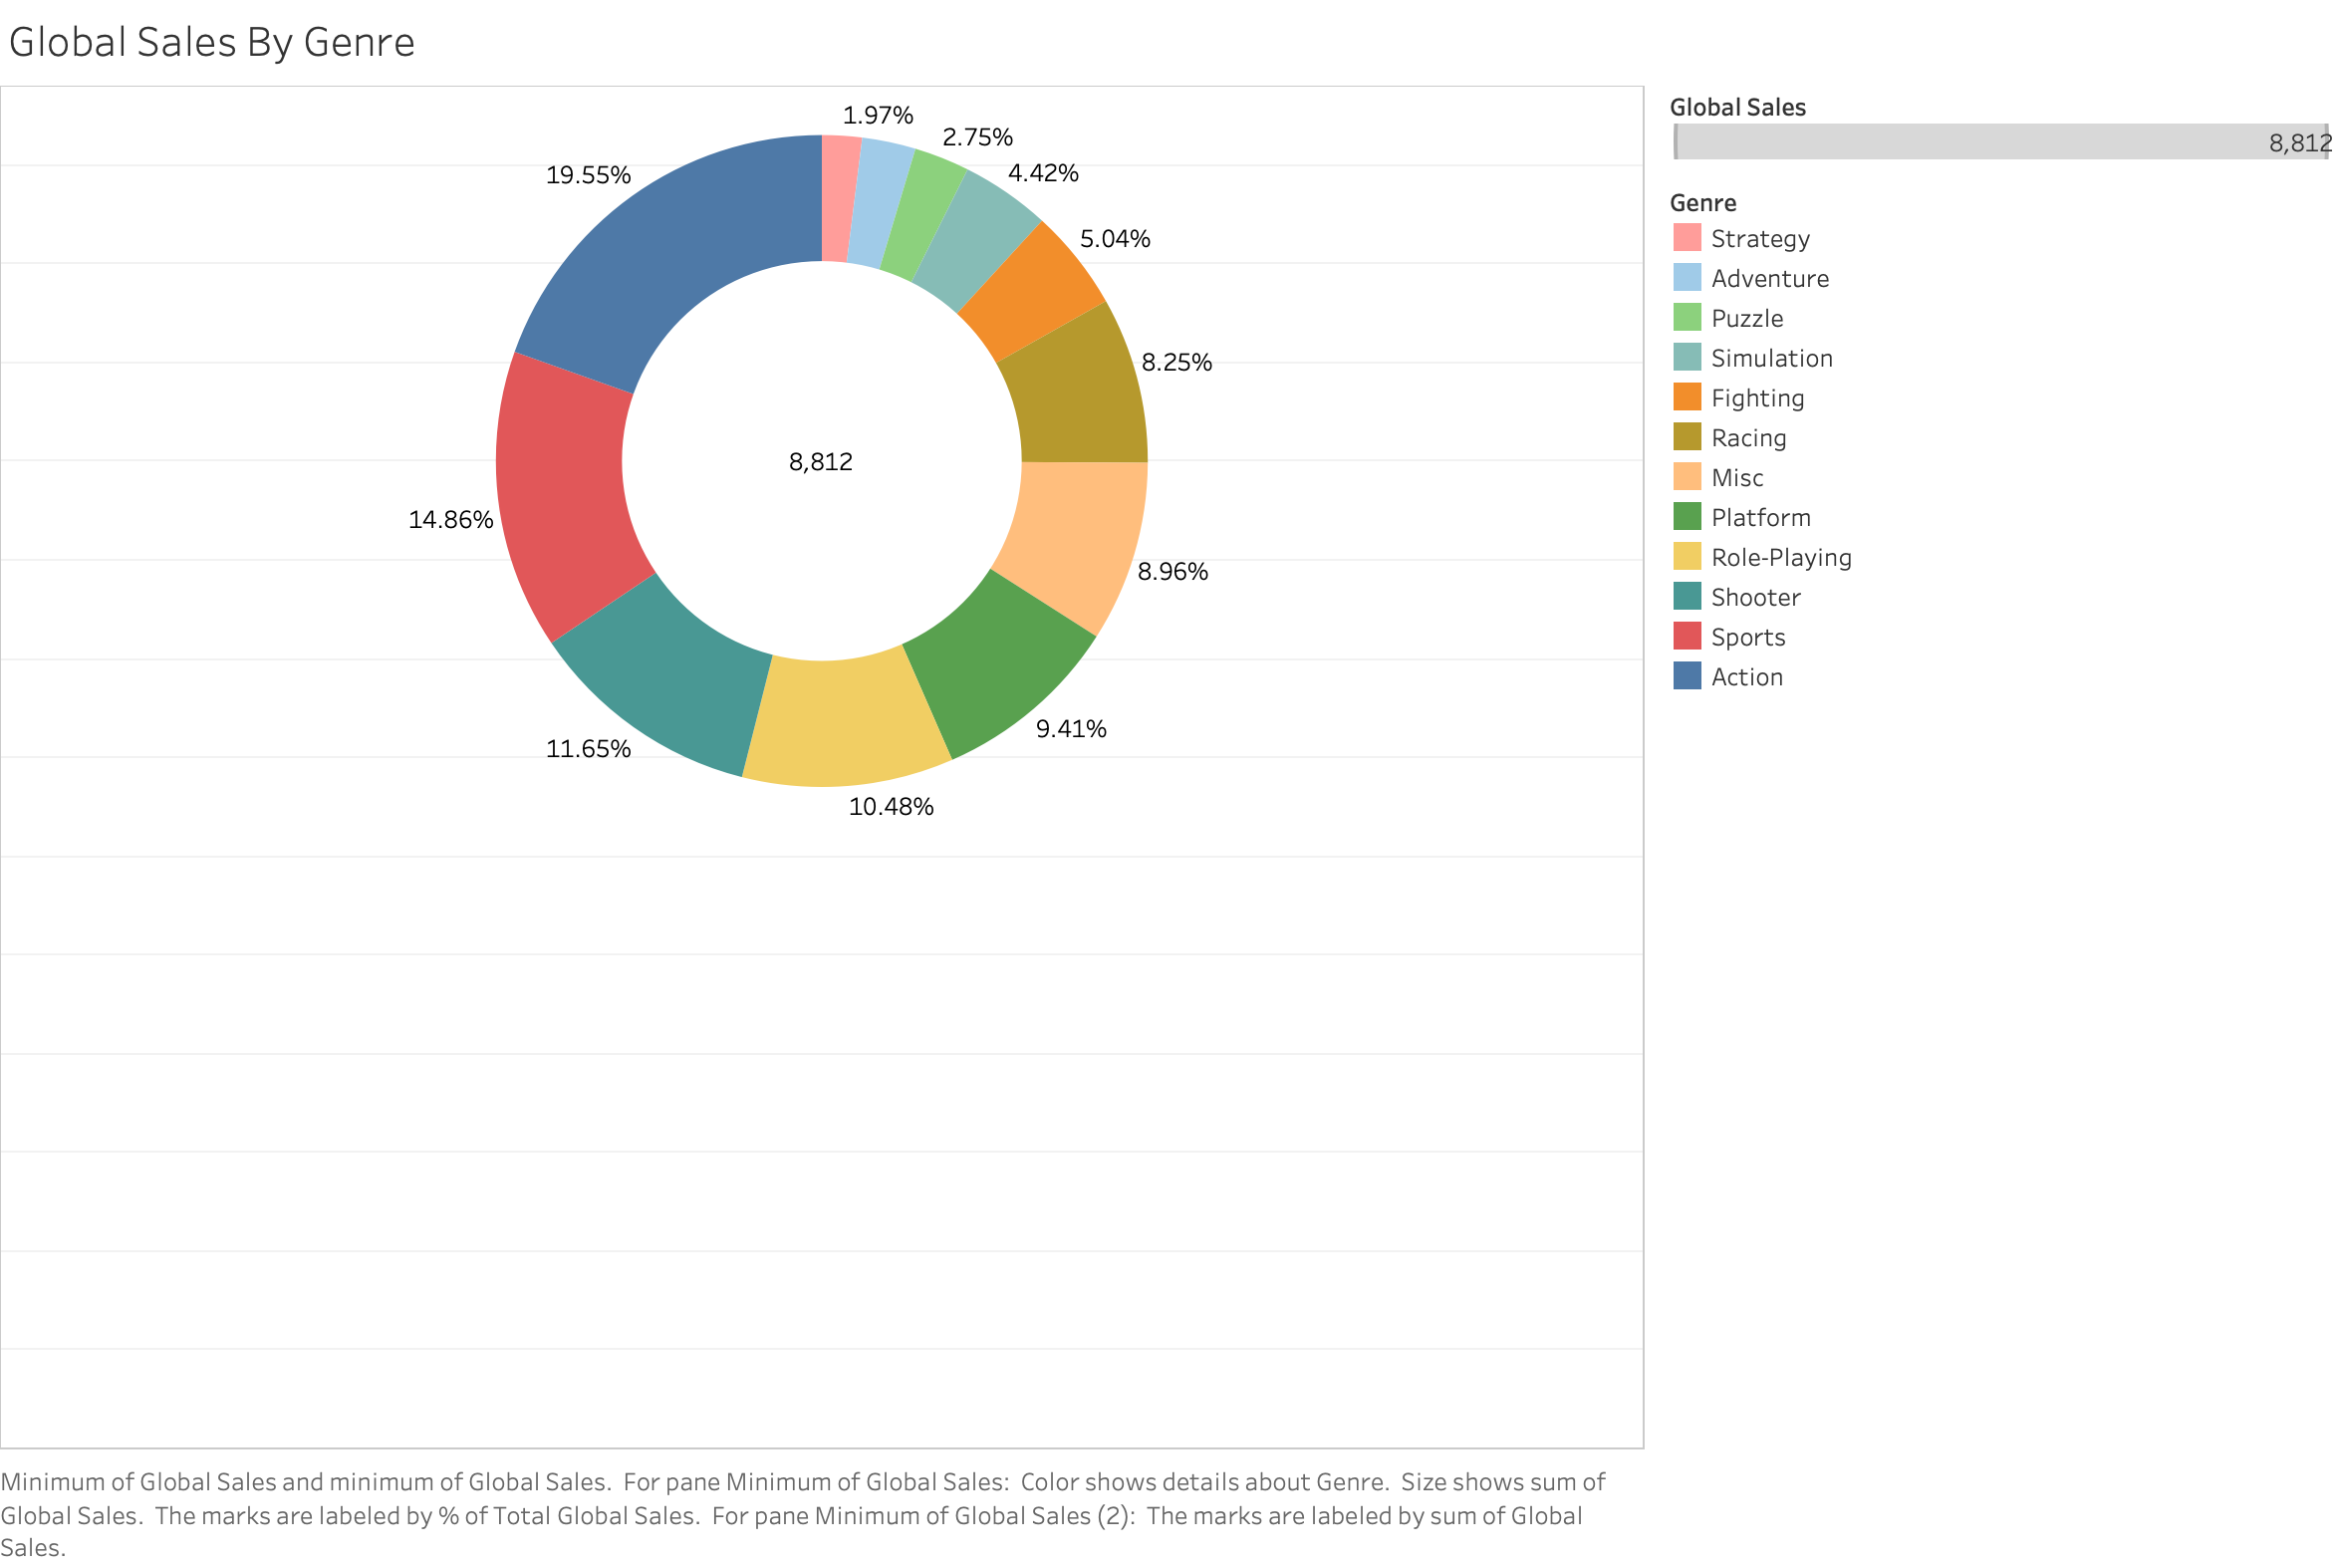 Global Sales By Genre
1.97%
2.75%
4.42%
5.04%
8.25%
8.96%
9.41%
10.48%
11.65%
14.86%
19.55%
8,812
Global Sales
8,812
Genre
Strategy
Adventure
Puzzle
Simulation
Fighting
Racing
Misc
Platform
Role-Playing
Shooter
Sports
Action
Minimum of Global Sales and minimum of Global Sales.  For pane Minimum of Global Sales:  Color shows details about Genre.  Size shows sum of
Global Sales.  The marks are labeled by % of Total Global Sales.  For pane Minimum of Global Sales (2):  The marks are labeled by sum of Global
Sales.